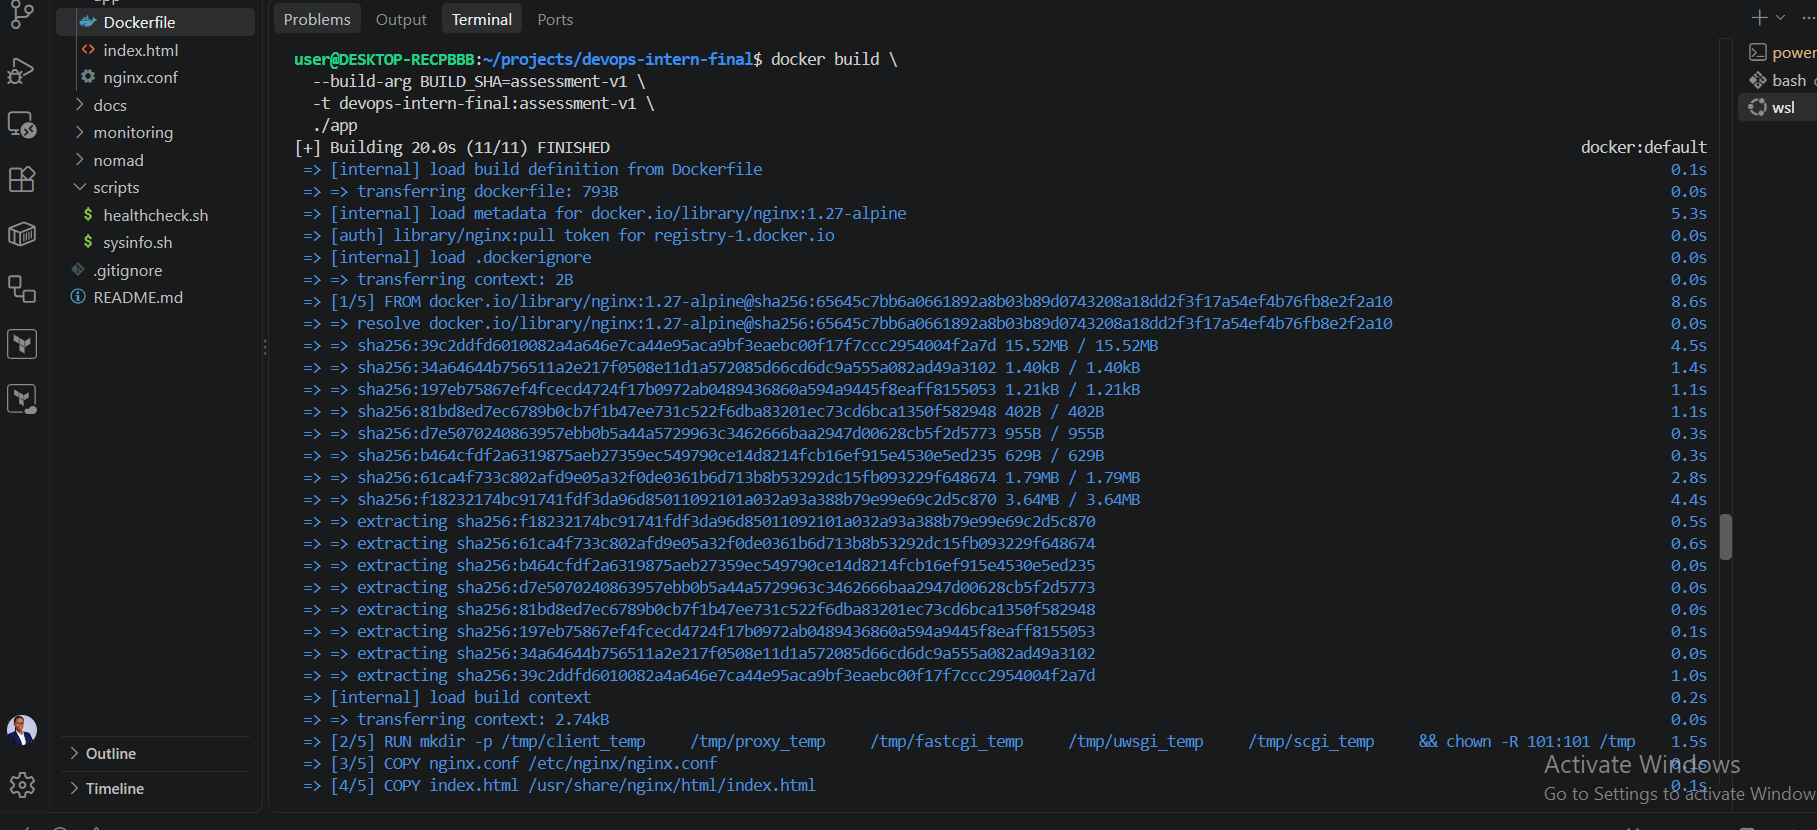 Dockerfile
index.html
nginx.conf
docs
monitoring
nomad
scripts
$ healthcheck.sh
$ sysinfo.sh
.gitignore
README.md
Outline
Timeline
Problems Output Terminal Ports
user@DESKTOP-RECPBBB:~/projects/devops-intern-final$ docker build \
--build-arg BUILD_SHA=assessment-v1 \
-t devops-intern-final:assessment-v1 \
./app
[+] Building 20.0s (11/11) FINISHED docker:default
=> [internal] load build definition from Dockerfile 0.1s
=> => transferring dockerfile: 793B 0.0s
=> [internal] load metadata for docker.io/library/nginx:1.27-alpine 5.3s
=> [auth] library/nginx:pull token for registry-1.docker.io 0.0s
=> [internal] load .dockerignore 0.0s
=> => transferring context: 2B 0.0s
=> [1/5] FROM docker.io/library/nginx:1.27-alpine@sha256:65645c7bb6a0661892a8b03b89d0743208a18dd2f3f17a54ef4b76fb8e2f2a10 8.6s
=> => resolve docker.io/library/nginx:1.27-alpine@sha256:65645c7bb6a0661892a8b03b89d0743208a18dd2f3f17a54ef4b76fb8e2f2a10 0.0s
=> => sha256:39c2ddfd6010082a4a646e7ca44e95aca9bf3eaebc00f17f7ccc2954004f2a7d 15.52MB / 15.52MB 4.5s
=> => sha256:34a64644b756511a2e217f0508e11d1a572085d66cd6dc9a555a082ad49a3102 1.40kB / 1.40kB 1.4s
=> => sha256:197eb75867ef4fcecd4724f17b0972ab0489436860a594a9445f8eaff8155053 1.21kB / 1.21kB 1.1s
=> => sha256:81bd8ed7ec6789b0cb7f1b47ee731c522f6dba83201ec73cd6bca1350f582948 402B / 402B 1.1s
=> => sha256:d7e5070240863957ebb0b5a44a5729963c3462666baa2947d00628cb5f2d5773 955B / 955B 0.3s
=> => sha256:b464cfdf2a6319875aeb27359ec549790ce14d8214fcb16ef915e4530e5ed235 629B / 629B 0.3s
=> => sha256:61ca4f733c802afd9e05a32f0de0361b6d713b8b53292dc15fb093229f648674 1.79MB / 1.79MB 2.8s
=> => sha256:f18232174bc91741fdf3da96d85011092101a032a93a388b79e99e69c2d5c870 3.64MB / 3.64MB 4.4s
=> => extracting sha256:f18232174bc91741fdf3da96d85011092101a032a93a388b79e99e69c2d5c870 0.5s
=> => extracting sha256:61ca4f733c802afd9e05a32f0de0361b6d713b8b53292dc15fb093229f648674 0.6s
=> => extracting sha256:b464cfdf2a6319875aeb27359ec549790ce14d8214fcb16ef915e4530e5ed235 0.0s
=> => extracting sha256:d7e5070240863957ebb0b5a44a5729963c3462666baa2947d00628cb5f2d5773 0.0s
=> => extracting sha256:81bd8ed7ec6789b0cb7f1b47ee731c522f6dba83201ec73cd6bca1350f582948 0.0s
=> => extracting sha256:197eb75867ef4fcecd4724f17b0972ab0489436860a594a9445f8eaff8155053 0.1s
=> => extracting sha256:34a64644b756511a2e217f0508e11d1a572085d66cd6dc9a555a082ad49a3102 0.0s
=> => extracting sha256:39c2ddfd6010082a4a646e7ca44e95aca9bf3eaebc00f17f7ccc2954004f2a7d 1.0s
=> [internal] load build context 0.2s
=> => transferring context: 2.74kB 0.0s
=> [2/5] RUN mkdir -p /tmp/client_temp /tmp/proxy_temp /tmp/fastcgi_temp /tmp/uwsgi_temp /tmp/scgi_temp && chown -R 101:101 /tmp 1.5s
=> [3/5] COPY nginx.conf /etc/nginx/nginx.conf 0.1s
=> [4/5] COPY index.html /usr/share/nginx/html/index.html 0.1s
power
bash
wsl
Activate Windows
Go to Settings to activate Window